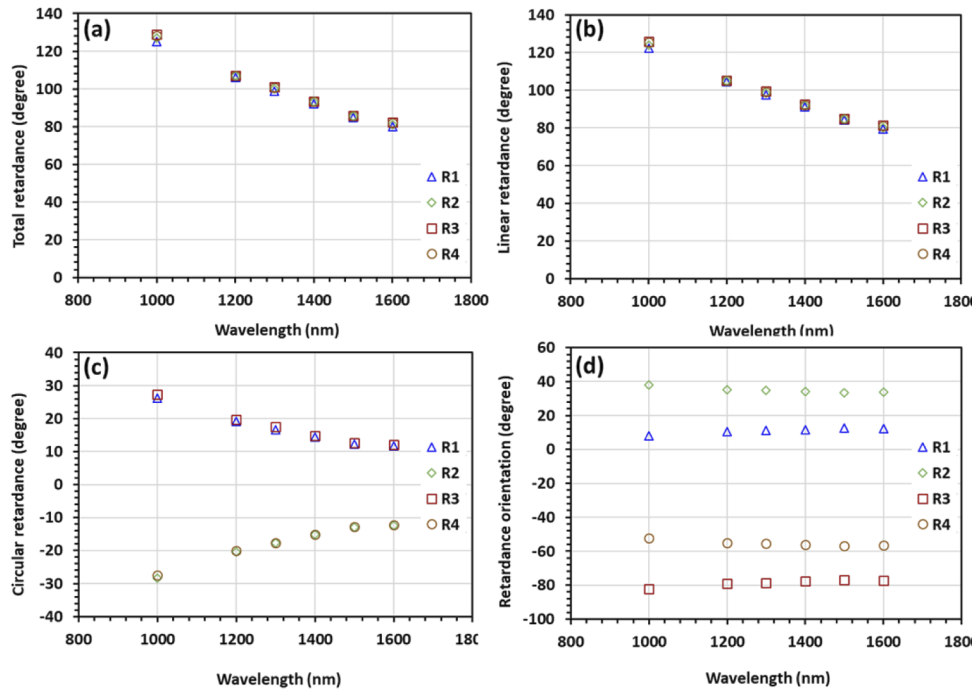 (a)
Total retardance (degree)
140
120
100
80
60
40
20
0
800 1000 1200 1400 1600 180
Wavelength (nm)
R1
R2
R3
R4
(b)
Linear retardance (degree)
140
120
100
80
60
40
20
0
800 1000 1200 1400 1600 180
Wavelength (nm)
R1
R2
R3
R4
(c)
Circular retardance (degree)
40
30
20
10
0
-10
-20
-30
-40
800 1000 1200 1400 1600 180
Wavelength (nm)
R1
R2
R3
R4
(d)
Retardance orientation (degree)
60
40
20
0
-20
-40
-60
-80
-100
800 1000 1200 1400 1600 180
Wavelength (nm)
R1
R2
R3
R4